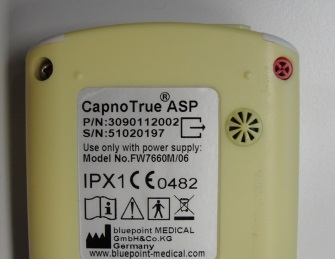 CapnoTrue® ASP
P/N:3090112002
S/N:51020197
Use only with power supply:
Model No.FW7660M/06
IPX1 CE 0482
bluepoint MEDICAL
GmbH&Co.KG
Germany
www.bluepoint-medical.com